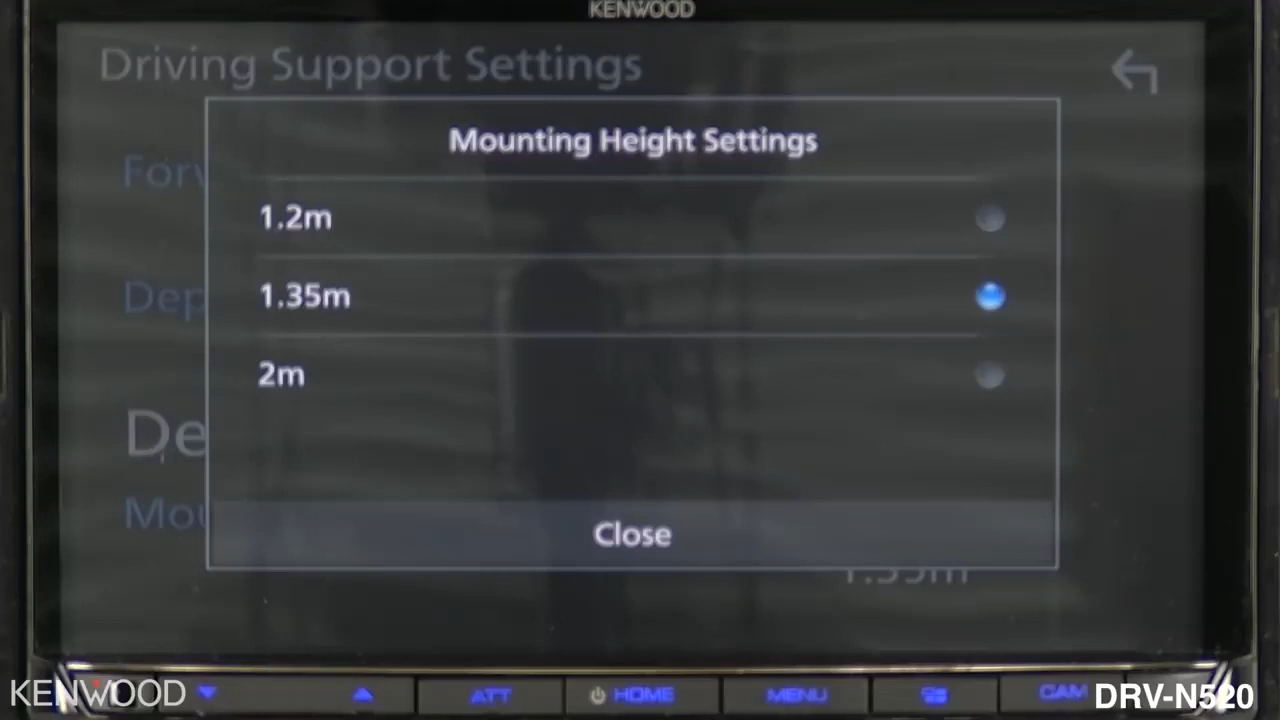 KENWOOD
Driving Support Settings
Mounting Height Settings
1.2m
1.35m
2m
Close
ATT
HOME
MENU
CAM
KENWOOD
DRV-N520